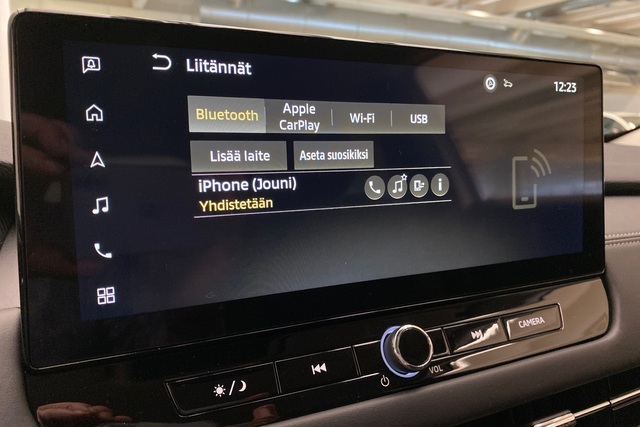 Liitännät
12:23
Bluetooth
Apple
CarPlay
Wi-Fi
USB
Lisää laite
Aseta suosikiksi
iPhone (Jouni)
Yhdistetään
VOL
CAMERA